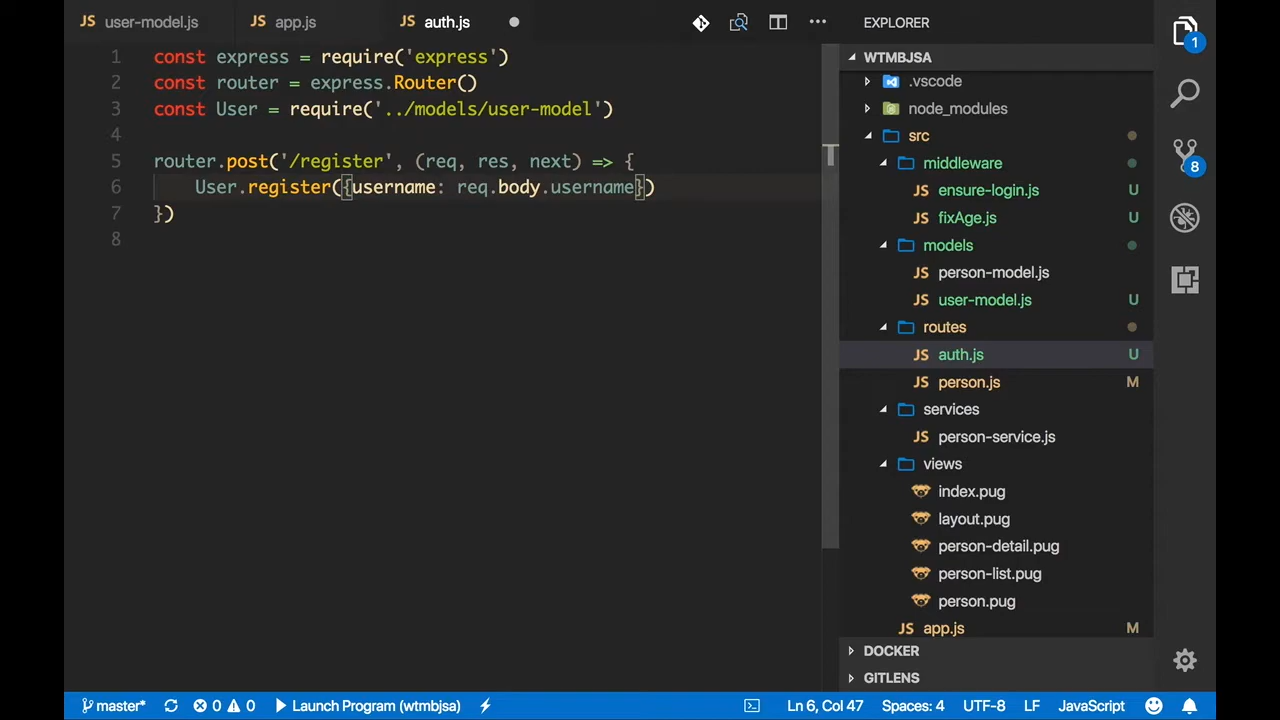 JS user-model.js
JS app.js
JS auth.js
1 const express = require('express')
2 const router = express.Router()
3 const User = require('../models/user-model')
4
5 router.post('/register', (req, res, next) => {
6 User.register({username: req.body.username})
7 })
8
EXPLORER
WTMBJSA
.vscode
node_modules
src
middleware
JS ensure-login.js U
JS fixAge.js U
models
JS person-model.js
JS user-model.js U
routes
JS auth.js U
JS person.js M
services
JS person-service.js
views
index.pug
layout.pug
person-detail.pug
person-list.pug
person.pug
JS app.js M
DOCKER
GITLENS
1
8
master* 0 0 Launch Program (wtmbjsa) Ln 6, Col 47 Spaces: 4 UTF-8 LF JavaScript